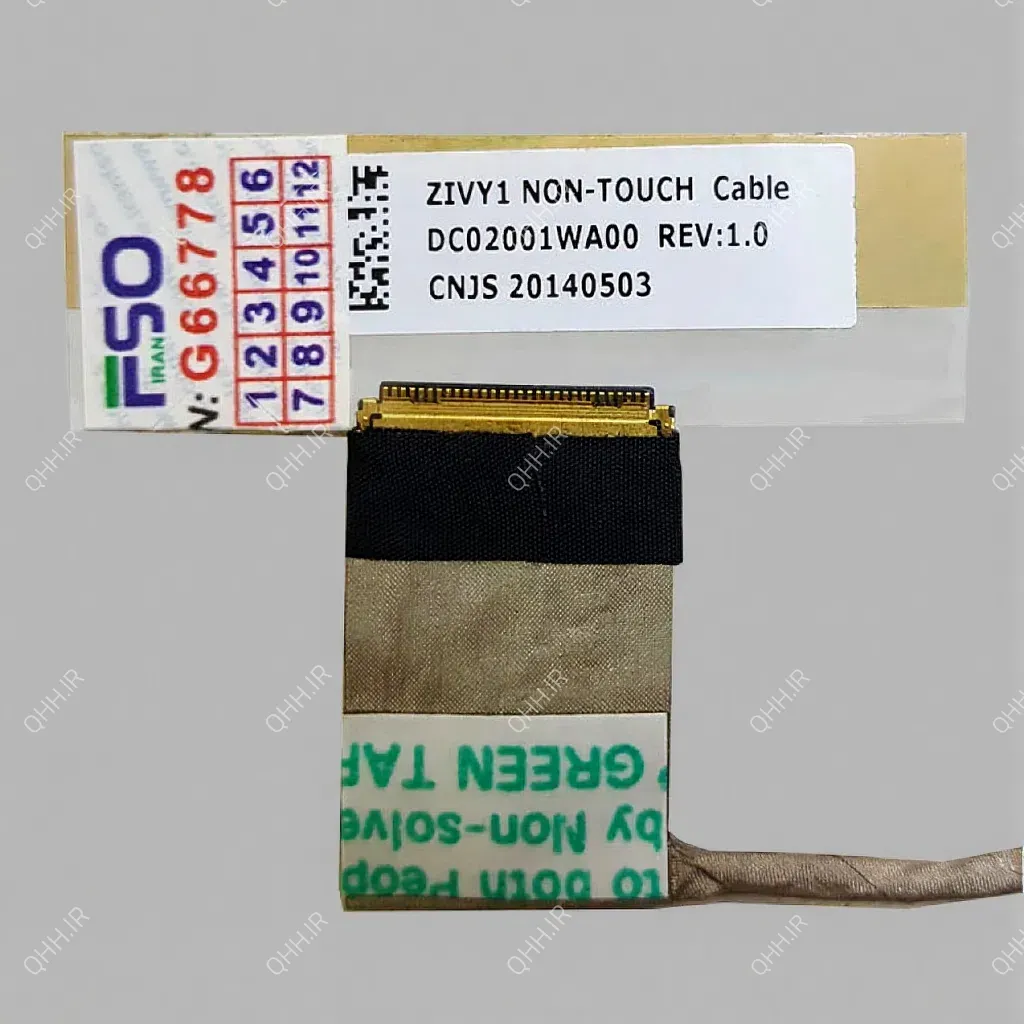 ZIVY1 NON-TOUCH Cable
DC02001WA00 REV:1.0
CNJS 20140503
FSO
IRAN
N: G66778
1 2 3 4 5 6
7 8 9 10 11 12
GREEN TAP
by Non-solve
to both Peop
QHH.IR